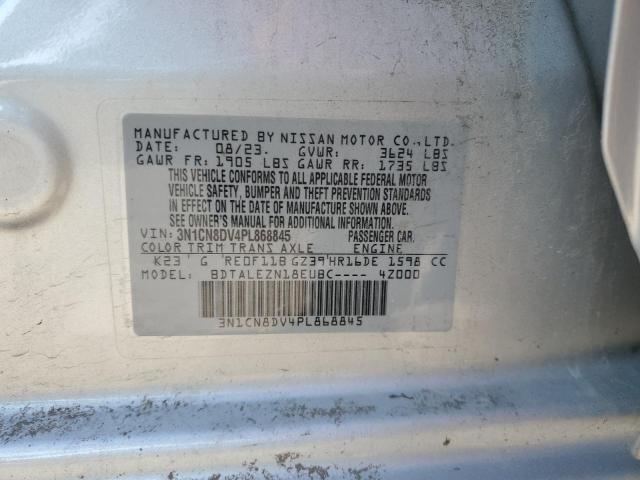 MANUFACTURED BY NISSAN MOTOR CO., LTD.
DATE: 08/23. GVWR: 3624 LBS
GAWR FR: 1905 LBS GAWR RR: 1735 LBS
THIS VEHICLE CONFORMS TO ALL APPLICABLE FEDERAL MOTOR
VEHICLE SAFETY, BUMPER AND THEFT PREVENTION STANDARDS
IN EFFECT ON THE DATE OF MANUFACTURE SHOWN ABOVE.
SEE OWNER'S MANUAL FOR ADDITIONAL INFORMATION.
VIN: 3N1CN8DV4PL868845 PASSENGER CAR.
COLOR TRIM TRANS AXLE ENGINE
K23 ' G ' RE0F11B GZ39'HR16DE 1598 CC
MODEL: BDTALEZN18EUBC---- 4Z000
3N1CN8DV4PL868845